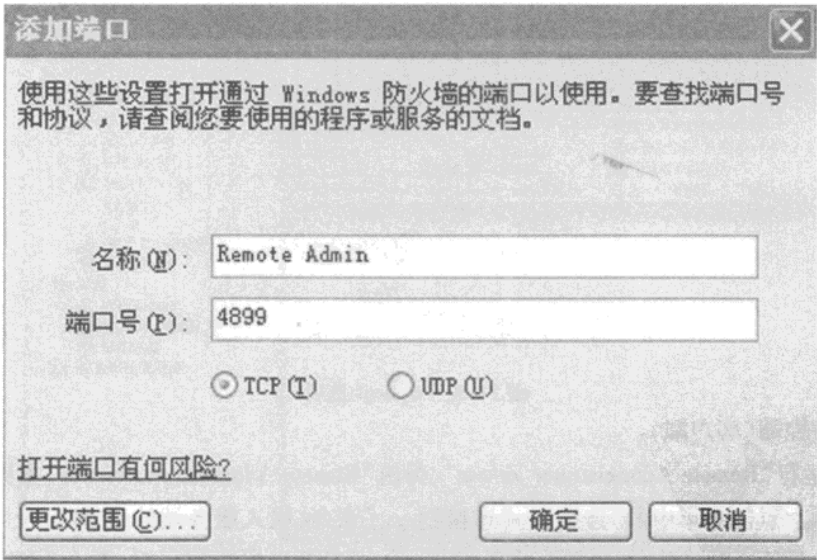 添加端口
使用这些设置打开通过 Windows 防火墙的端口以使用。要查找端口号
和协议，请查阅您要使用的程序或服务的文档。
名称(N):
Remote Admin
端口号(P):
4899
TCP(T)
UDP(U)
打开端口有何风险?
更改范围(C)...
确定
取消